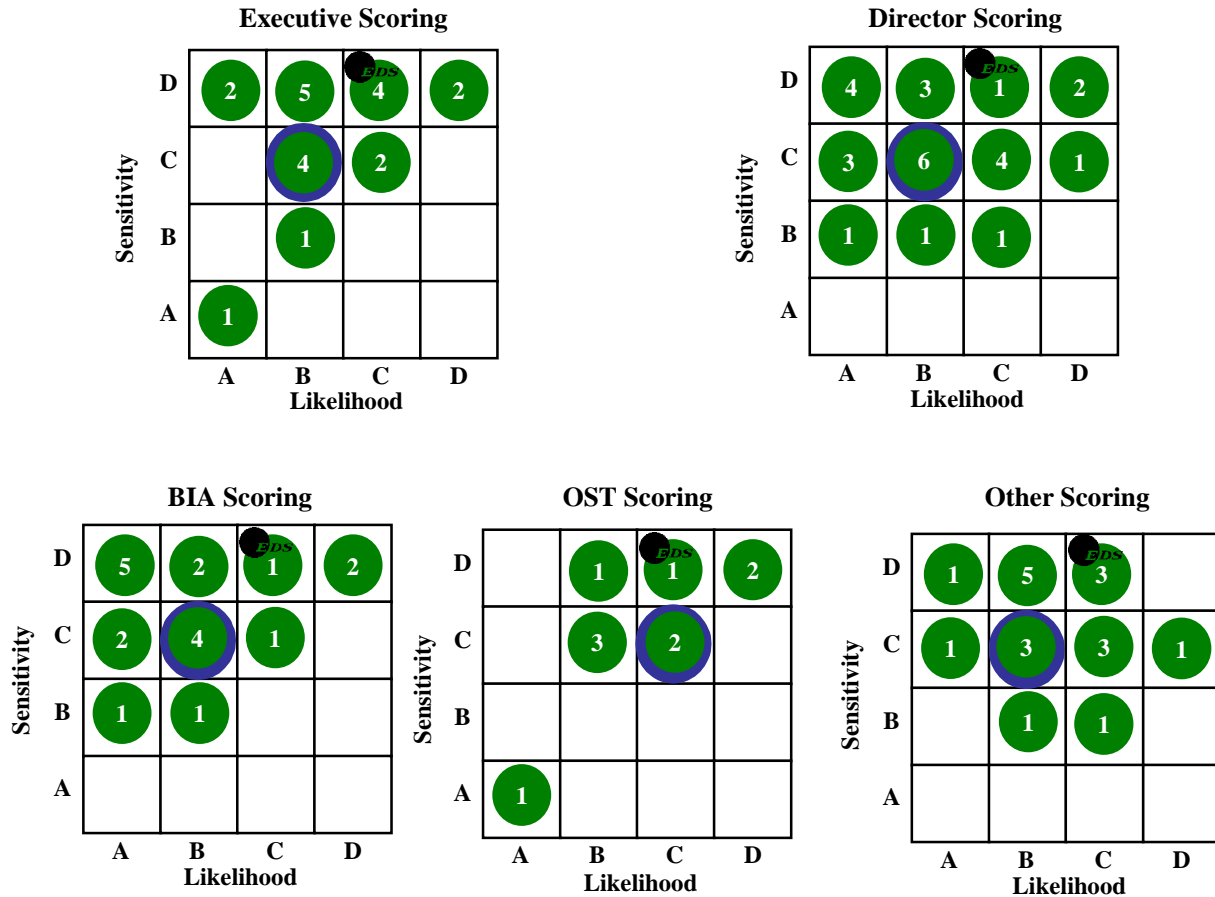 Executive Scoring
Director Scoring
Sensitivity
D
2
5
EDS
4
2
C
4
2
B
1
A
1
A B C D
Likelihood
Sensitivity
D
4
3
EDS
1
2
C
3
6
4
1
B
1
1
1
A
A B C D
Likelihood
BIA Scoring
OST Scoring
Other Scoring
Sensitivity
D
5
2
EDS
1
2
C
2
4
1
B
1
1
A
A B C D
Likelihood
Sensitivity
D
1
EDS
1
2
C
3
2
B
A
1
A B C D
Likelihood
Sensitivity
D
1
5
EDS
3
C
1
3
3
1
B
1
1
A
A B C D
Likelihood